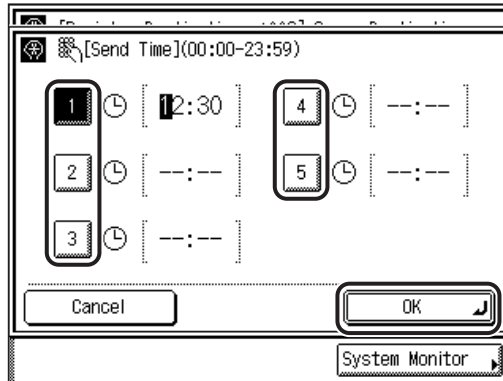 [Send Time](00:00-23:59)
1 [ 12:30 ] 4 [ --:-- ]
2 [ --:-- ] 5 [ --:-- ]
3 [ --:-- ]
Cancel OK
System Monitor